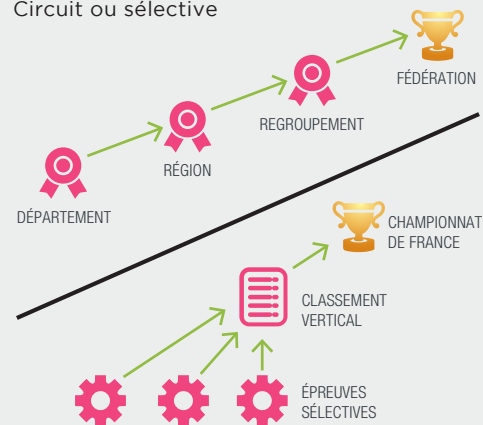 Circuit ou sélective
FÉDÉRATION
REGROUPEMENT
RÉGION
DÉPARTEMENT
CHAMPIONNAT
DE FRANCE
CLASSEMENT
VERTICAL
ÉPREUVES
SÉLECTIVES